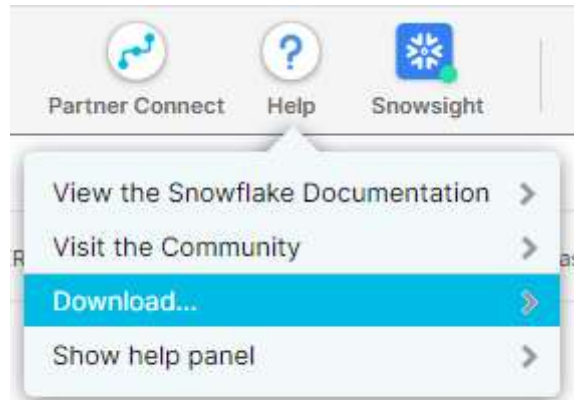 Partner Connect Help Snowsight
View the Snowflake Documentation
Visit the Community
Download...
Show help panel